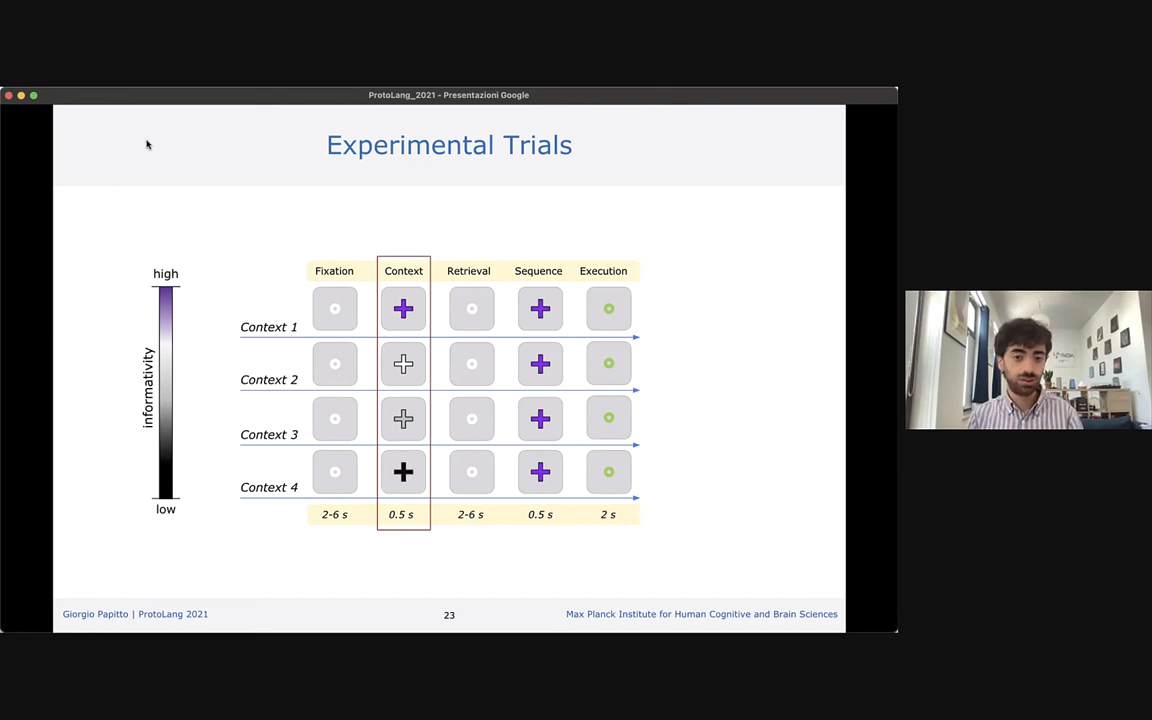 ProtoLang_2021 - Presentazioni Google
Experimental Trials
high
informativity
low
Fixation Context Retrieval Sequence Execution
Context 1
Context 2
Context 3
Context 4
2-6 s 0.5 s 2-6 s 0.5 s 2 s
Giorgio Papitto | ProtoLang 2021 23 Max Planck Institute for Human Cognitive and Brain Sciences